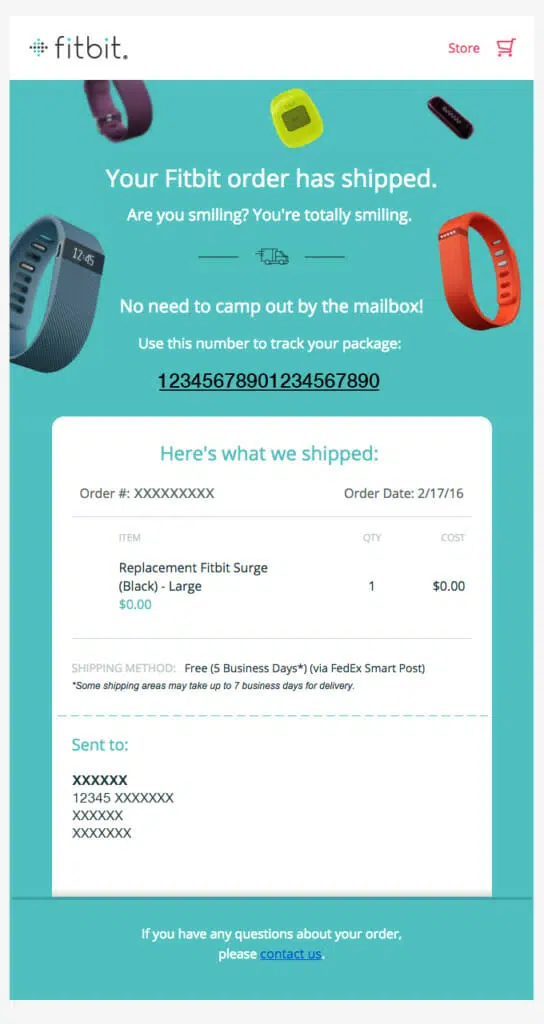 fitbit.
Store
12:45
Your Fitbit order has shipped.
Are you smiling? You're totally smiling.
No need to camp out by the mailbox!
Use this number to track your package:
12345678901234567890
Here's what we shipped:
Order #: XXXXXXXXX Order Date: 2/17/16
ITEM QTY COST
Replacement Fitbit Surge
(Black) - Large 1 $0.00
$0.00
SHIPPING METHOD: Free (5 Business Days*) (via FedEx Smart Post)
*Some shipping areas may take up to 7 business days for delivery.
Sent to:
XXXXXX
12345 XXXXXXX
XXXXXX
XXXXXXX
If you have any questions about your order,
please contact us.